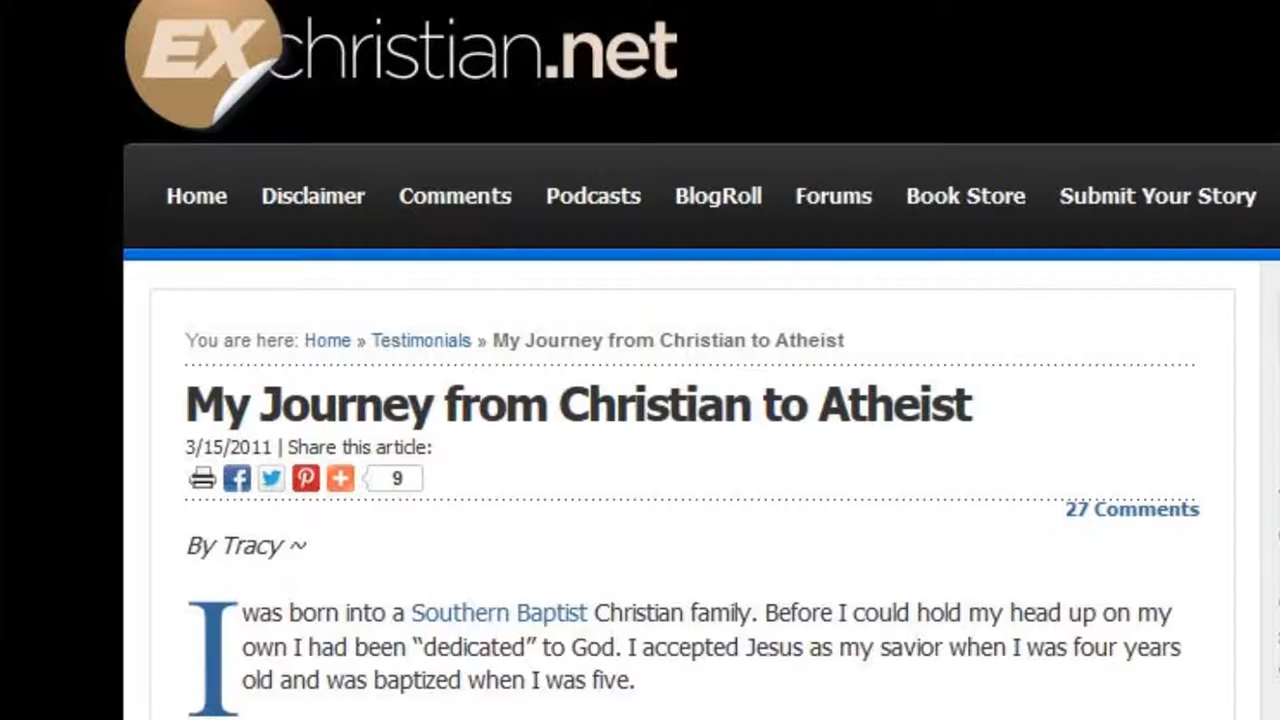 EXchristian.net
Home Disclaimer Comments Podcasts BlogRoll Forums Book Store Submit Your Story
You are here: Home » Testimonials » My Journey from Christian to Atheist
My Journey from Christian to Atheist
3/15/2011 | Share this article:
9
27 Comments
By Tracy ~
I was born into a Southern Baptist Christian family. Before I could hold my head up on my
own I had been “dedicated” to God. I accepted Jesus as my savior when I was four years
old and was baptized when I was five.